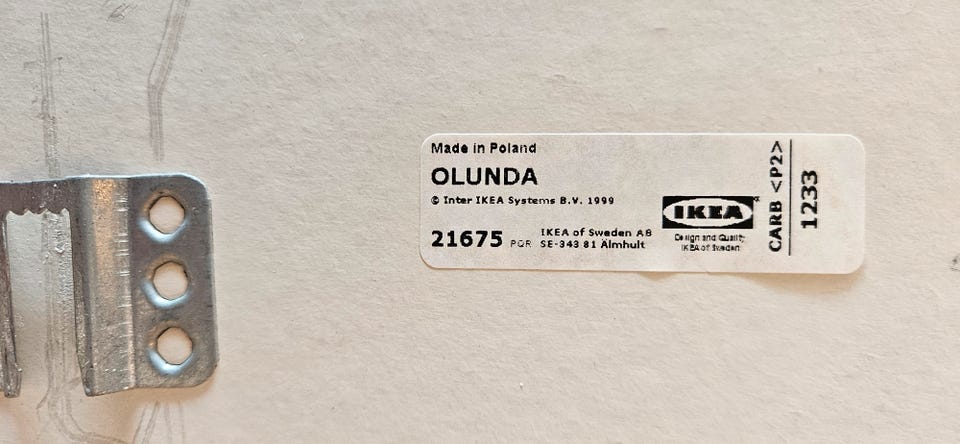 Made in Poland
OLUNDA
© Inter IKEA Systems B.V. 1999
21675 PQR
IKEA of Sweden AB
SE-343 81 Älmhult
IKEA
Design and Quality
IKEA of Sweden
CARB <P2>
1233